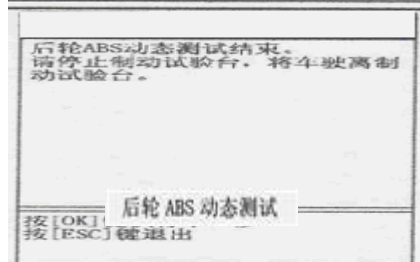 后轮ABS动态测试结束。
请停止制动试验台，将车驶离制
动试验台。
后轮 ABS 动态测试
按[OK]
按[ESC]键退出